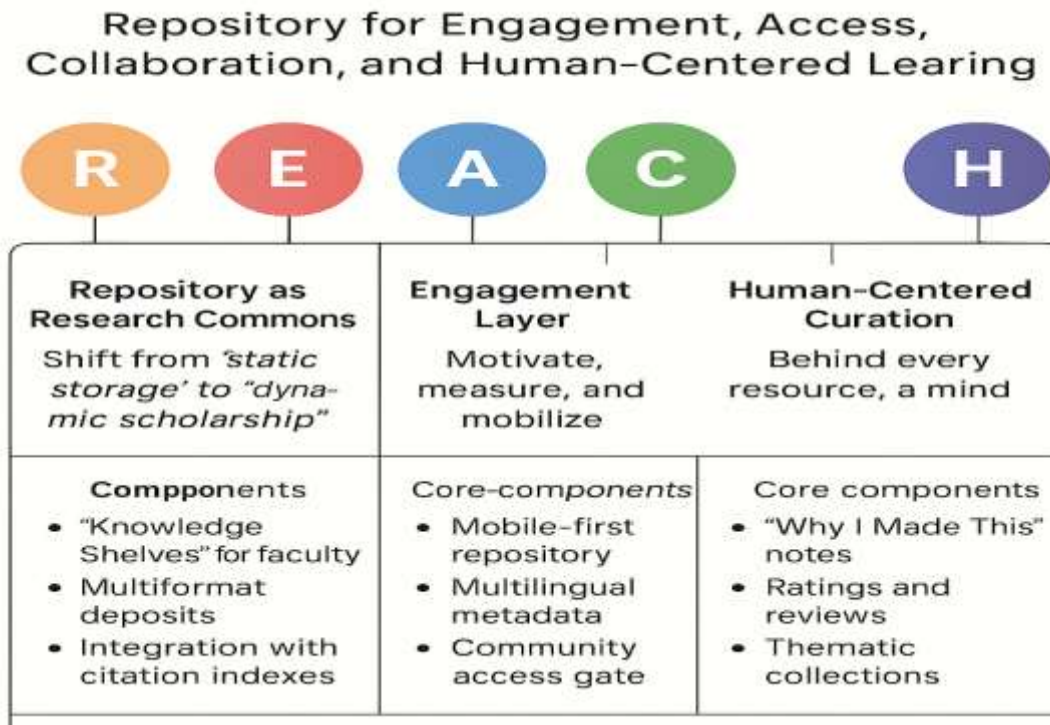 Repository for Engagement, Access,
Collaboration, and Human-Centered Learing
R E A C H
Repository as
Research Commons
Shift from ‘static
storage’ to “dyna-
mic scholarship”
Engagement
Layer
Motivate,
measure, and
mobilize
Human-Centered
Curation
Behind every
resource, a mind
Compponents
• “Knowledge
Shelves” for faculty
• Multiformat
deposits
• Integration with
citation indexes
Core-components
• Mobile-first
repository
• Multilingual
metadata
• Community
access gate
Core components
• “Why I Made This”
notes
• Ratings and
reviews
• Thematic
collections